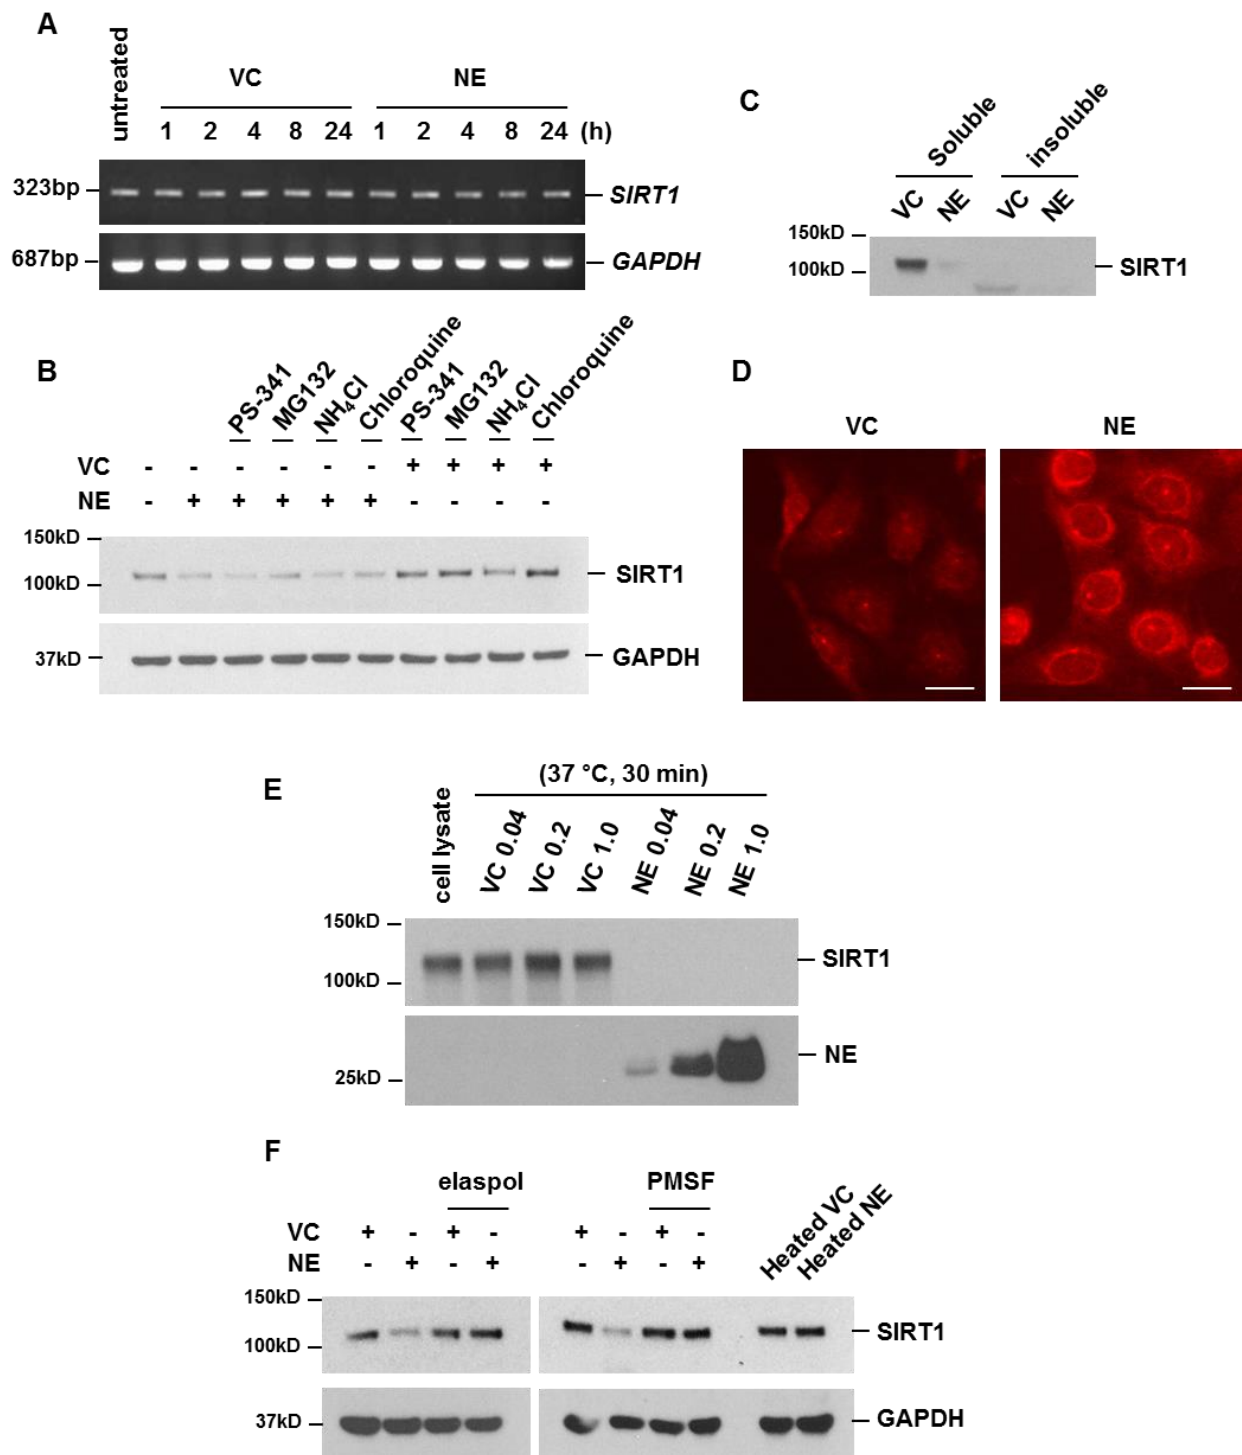 A
untreated
VC NE
1 2 4 8 24 1 2 4 8 24 (h)
323bp SIRT1
687bp GAPDH
B
PS-341 MG132 NH₄Cl Chloroquine PS-341 MG132 NH₄Cl Chloroquine
VC - - - - - - + + + +
NE - + + + + + - - - -
150kD
100kD SIRT1
37kD GAPDH
C
Soluble insoluble
VC NE VC NE
150kD
100kD SIRT1
D
VC NE
E
(37 °C, 30 min)
cell lysate VC 0.04 VC 0.2 VC 1.0 NE 0.04 NE 0.2 NE 1.0
150kD
SIRT1
100kD
NE
25kD
F
elaspol PMSF
Heated VC Heated NE
VC + - + - + - + -
NE - + - + - + - +
150kD
SIRT1
100kD
37kD GAPDH